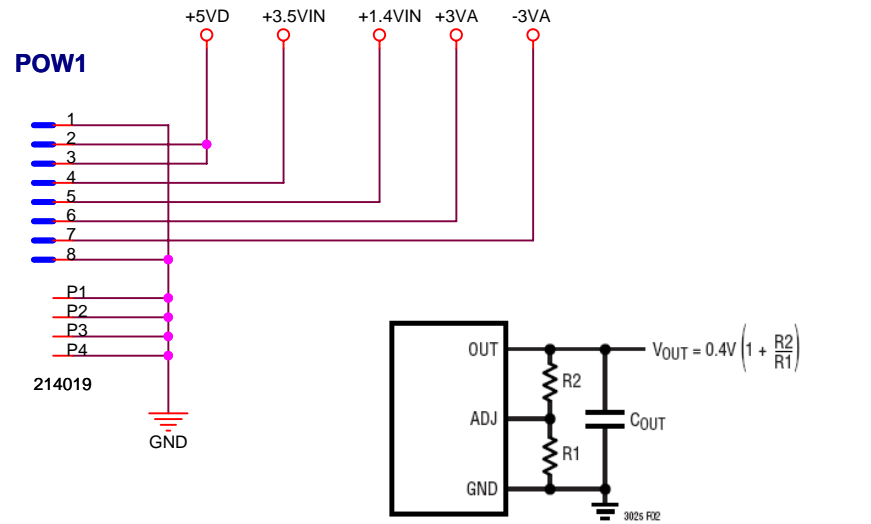 +5VD +3.5VIN +1.4VIN +3VA -3VA
POW1
1
2
3
4
5
6
7
8
P1
P2
P3
P4
214019
GND
OUT
R2
VOUT = 0.4V (1 + R2/R1)
ADJ
COUT
R1
GND
3025 F02